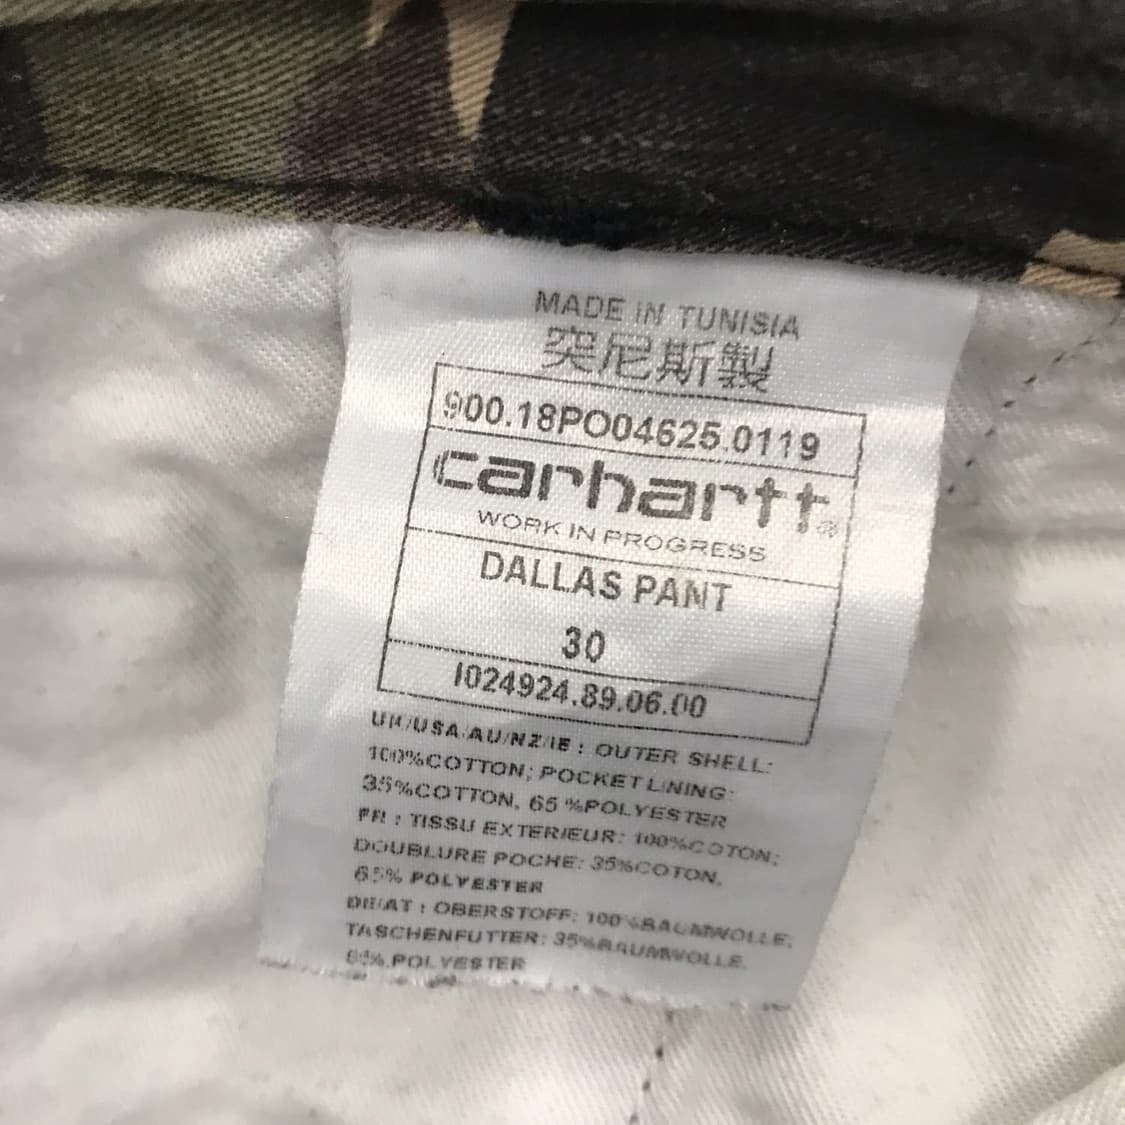 MADE IN TUNISIA
突尼斯製
900.18PO04625.0119
carhartt®
WORK IN PROGRESS
DALLAS PANT
30
I024924.89.06.00
UK/USA/AU/NZ/IE : OUTER SHELL:
100%COTTON; POCKET LINING:
35%COTTON, 65 %POLYESTER
FR : TISSU EXTERIEUR: 100%COTON;
DOUBLURE POCHE: 35%COTON,
65% POLYESTER
DE/AT : OBERSTOFF: 100%BAUMWOLLE;
TASCHENFUTTER: 35%BAUMWOLLE,
65% POLYESTER